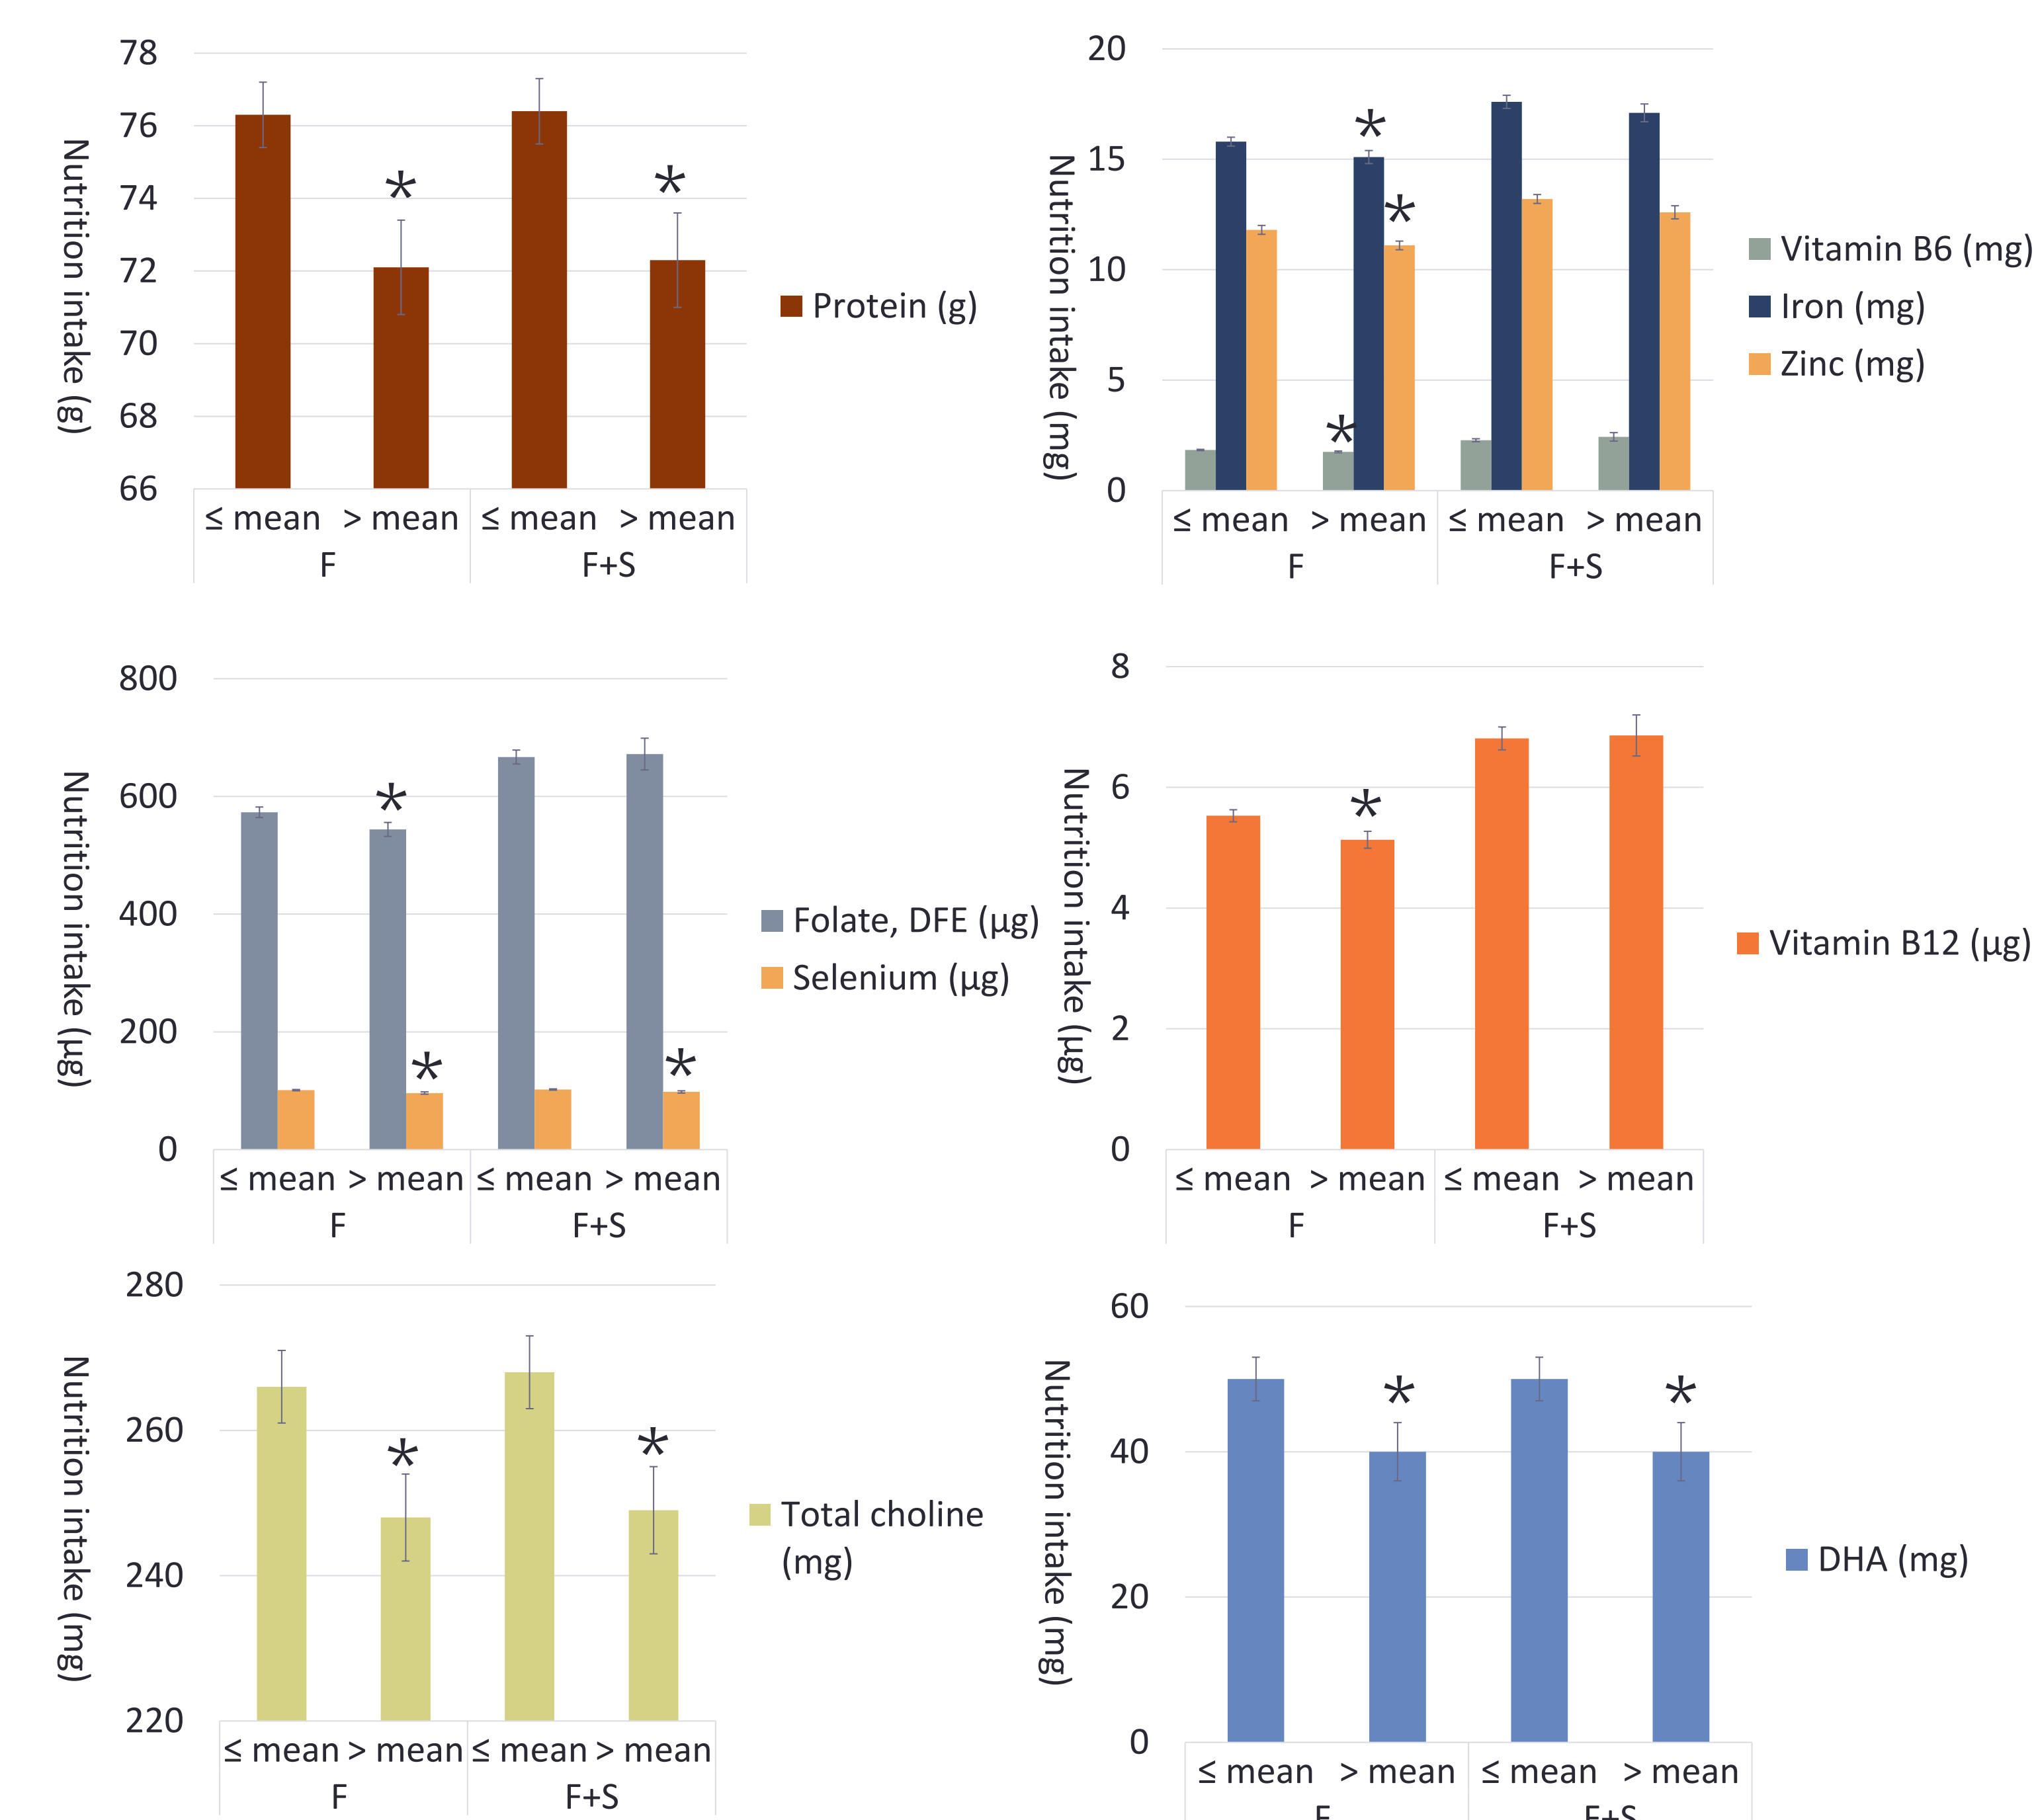 78
76
74
72
70
68
66
Nutrition intake (g)
*
*
≤ mean > mean ≤ mean > mean
F F+S
Protein (g)
20
15
10
5
0
Nutrition intake (mg)
*
*
*
≤ mean > mean ≤ mean > mean
F F+S
Vitamin B6 (mg)
Iron (mg)
Zinc (mg)
800
600
400
200
0
Nutrition intake (µg)
*
*
*
≤ mean > mean ≤ mean > mean
F F+S
Folate, DFE (µg)
Selenium (µg)
8
6
4
2
0
Nutrition intake (µg)
*
≤ mean > mean ≤ mean > mean
F F+S
Vitamin B12 (µg)
280
260
240
220
Nutrition intake (mg)
*
*
≤ mean > mean ≤ mean > mean
F F+S
Total choline
(mg)
60
40
20
0
Nutrition intake (mg)
*
*
≤ mean > mean ≤ mean > mean
F F+S
DHA (mg)